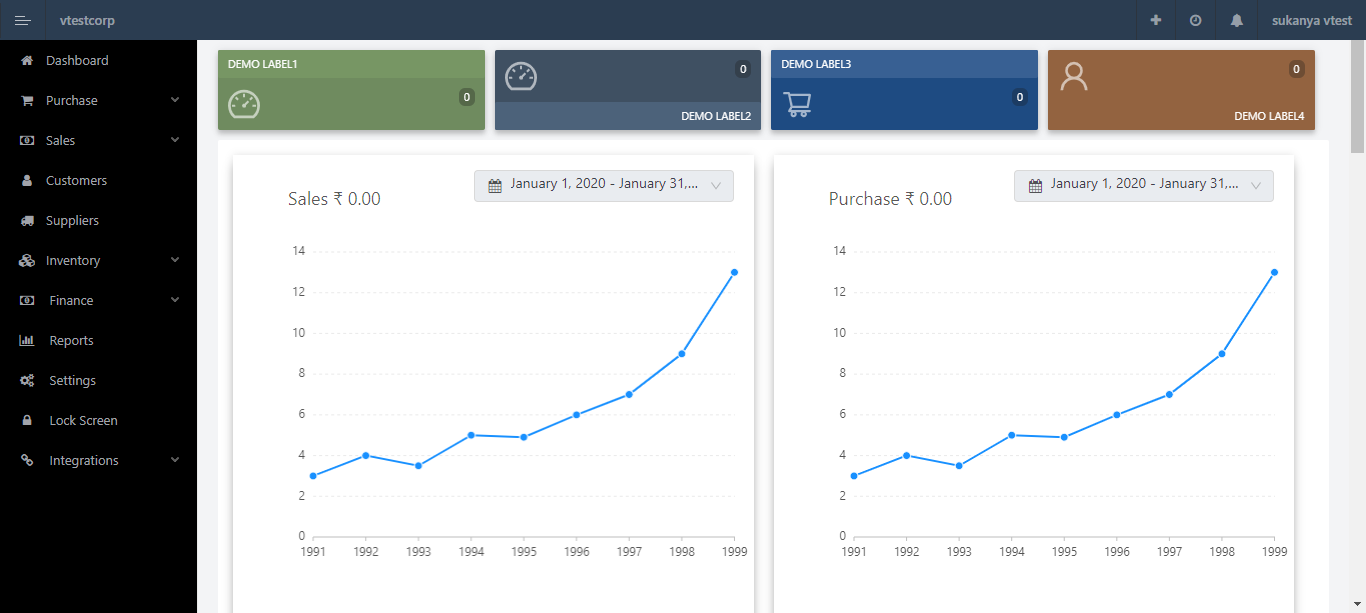 vtestcorp
sukanya vtest
Dashboard
Purchase
Sales
Customers
Suppliers
Inventory
Finance
Reports
Settings
Lock Screen
Integrations
DEMO LABEL1
0
0
DEMO LABEL2
DEMO LABEL3
0
0
DEMO LABEL4
Sales ₹ 0.00
January 1, 2020 - January 31,...
14
12
10
8
6
4
2
0
1991 1992 1993 1994 1995 1996 1997 1998 1999
Purchase ₹ 0.00
January 1, 2020 - January 31,...
14
12
10
8
6
4
2
0
1991 1992 1993 1994 1995 1996 1997 1998 1999